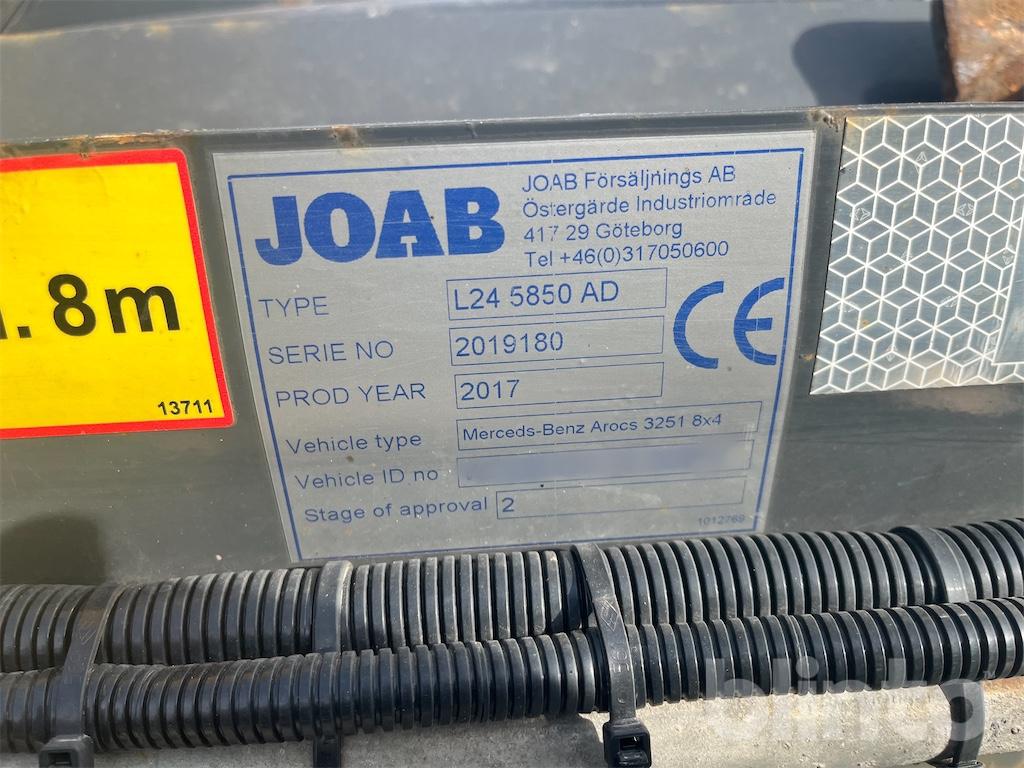 8m
13711
JOAB
JOAB Försäljnings AB
Östergärde Industriområde
417 29 Göteborg
Tel +46(0)317050600
TYPE L24 5850 AD
SERIE NO 2019180
PROD YEAR 2017
CE
Vehicle type Merceds-Benz Arocs 3251 8x4
Vehicle ID no
Stage of approval 2
1012769
blinto